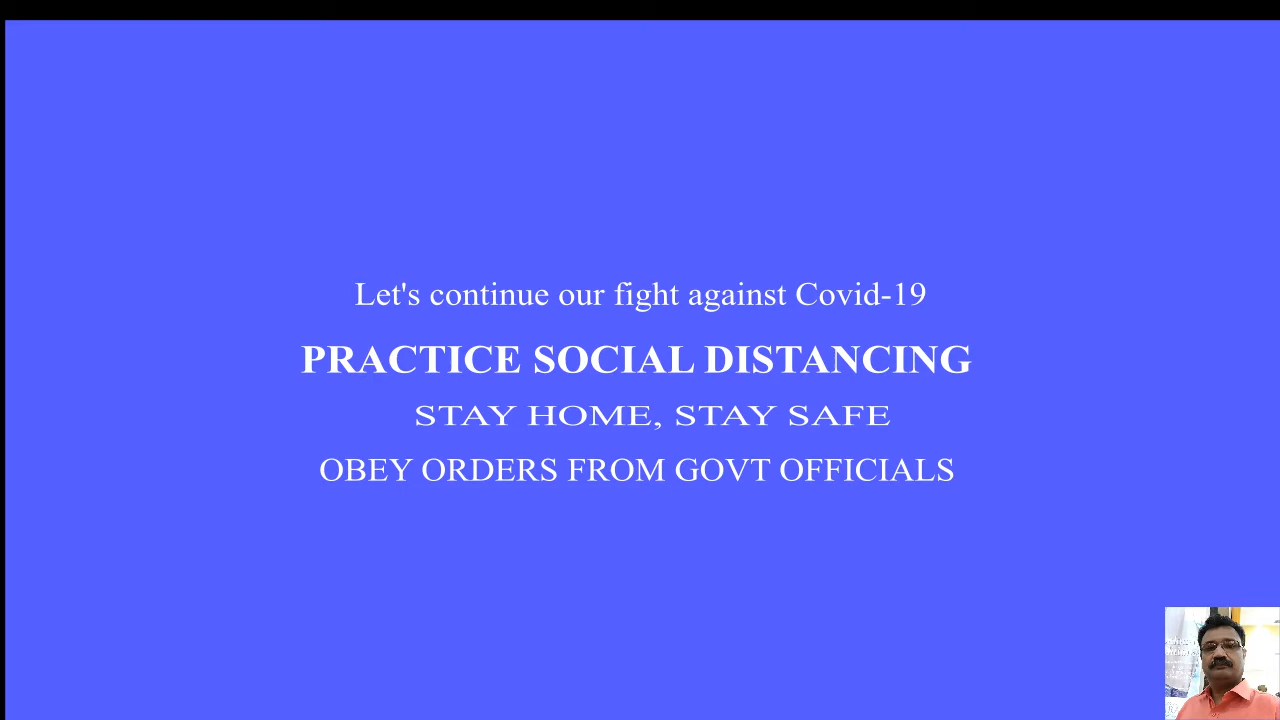 Let's continue our fight against Covid-19
PRACTICE SOCIAL DISTANCING
STAY HOME, STAY SAFE
OBEY ORDERS FROM GOVT OFFICIALS